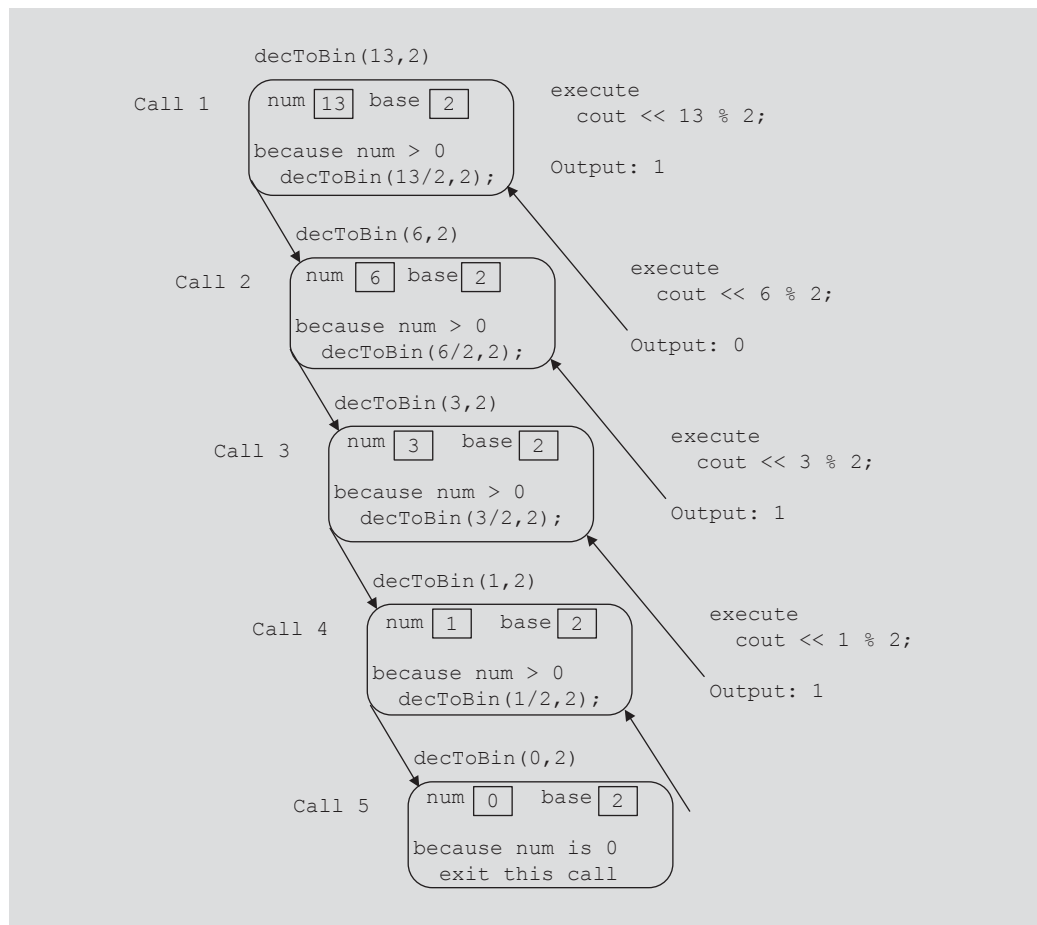 decToBin(13,2)
Call 1
num 13 base 2
because num > 0
decToBin(13/2,2);
execute
cout << 13 % 2;
Output: 1
decToBin(6,2)
Call 2
num 6 base 2
because num > 0
decToBin(6/2,2);
execute
cout << 6 % 2;
Output: 0
decToBin(3,2)
Call 3
num 3 base 2
because num > 0
decToBin(3/2,2);
execute
cout << 3 % 2;
Output: 1
decToBin(1,2)
Call 4
num 1 base 2
because num > 0
decToBin(1/2,2);
execute
cout << 1 % 2;
Output: 1
decToBin(0,2)
Call 5
num 0 base 2
because num is 0
exit this call